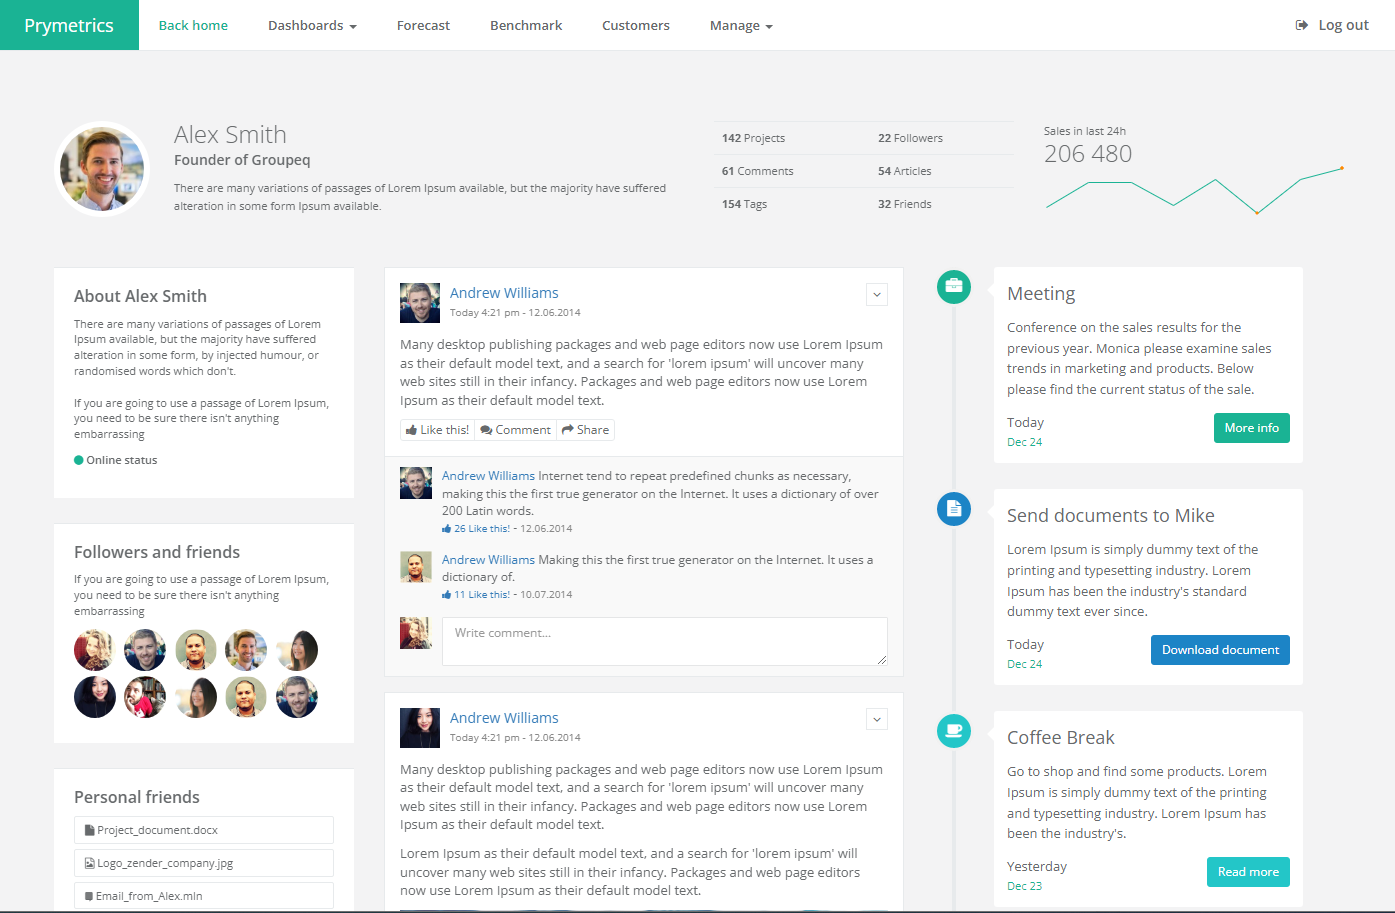 Prymetrics
Back home
Dashboards
Forecast
Benchmark
Customers
Manage
Log out
Alex Smith
Founder of Groupeq
There are many variations of passages of Lorem Ipsum available, but the majority have suffered
alteration in some form Ipsum available.
142 Projects
22 Followers
61 Comments
54 Articles
154 Tags
32 Friends
Sales in last 24h
206 480
About Alex Smith
There are many variations of passages of Lorem
Ipsum available, but the majority have suffered
alteration in some form, by injected humour, or
randomised words which don't.
If you are going to use a passage of Lorem Ipsum,
you need to be sure there isn't anything
embarrassing
Online status
Followers and friends
If you are going to use a passage of Lorem Ipsum,
you need to be sure there isn't anything
embarrassing
Personal friends
Project_document.docx
Logo_zender_company.jpg
Email_from_Alex.mln
Andrew Williams
Today 4:21 pm - 12.06.2014
Many desktop publishing packages and web page editors now use Lorem Ipsum
as their default model text, and a search for 'lorem ipsum' will uncover many
web sites still in their infancy. Packages and web page editors now use Lorem
Ipsum as their default model text.
Like this!
Comment
Share
Andrew Williams Internet tend to repeat predefined chunks as necessary,
making this the first true generator on the Internet. It uses a dictionary of over
200 Latin words.
26 Like this! - 12.06.2014
Andrew Williams Making this the first true generator on the Internet. It uses a
dictionary of.
11 Like this! - 10.07.2014
Write comment...
Andrew Williams
Today 4:21 pm - 12.06.2014
Many desktop publishing packages and web page editors now use Lorem Ipsum
as their default model text, and a search for 'lorem ipsum' will uncover many
web sites still in their infancy. Packages and web page editors now use Lorem
Ipsum as their default model text.
Lorem Ipsum as their default model text, and a search for 'lorem ipsum' will
uncover many web sites still in their infancy. Packages and web page editors
now use Lorem Ipsum as their default model text.
Meeting
Conference on the sales results for the
previous year. Monica please examine sales
trends in marketing and products. Below
please find the current status of the sale.
Today
Dec 24
More info
Send documents to Mike
Lorem Ipsum is simply dummy text of the
printing and typesetting industry. Lorem
Ipsum has been the industry's standard
dummy text ever since.
Today
Dec 24
Download document
Coffee Break
Go to shop and find some products. Lorem
Ipsum is simply dummy text of the printing
and typesetting industry. Lorem Ipsum has
been the industry's.
Yesterday
Dec 23
Read more